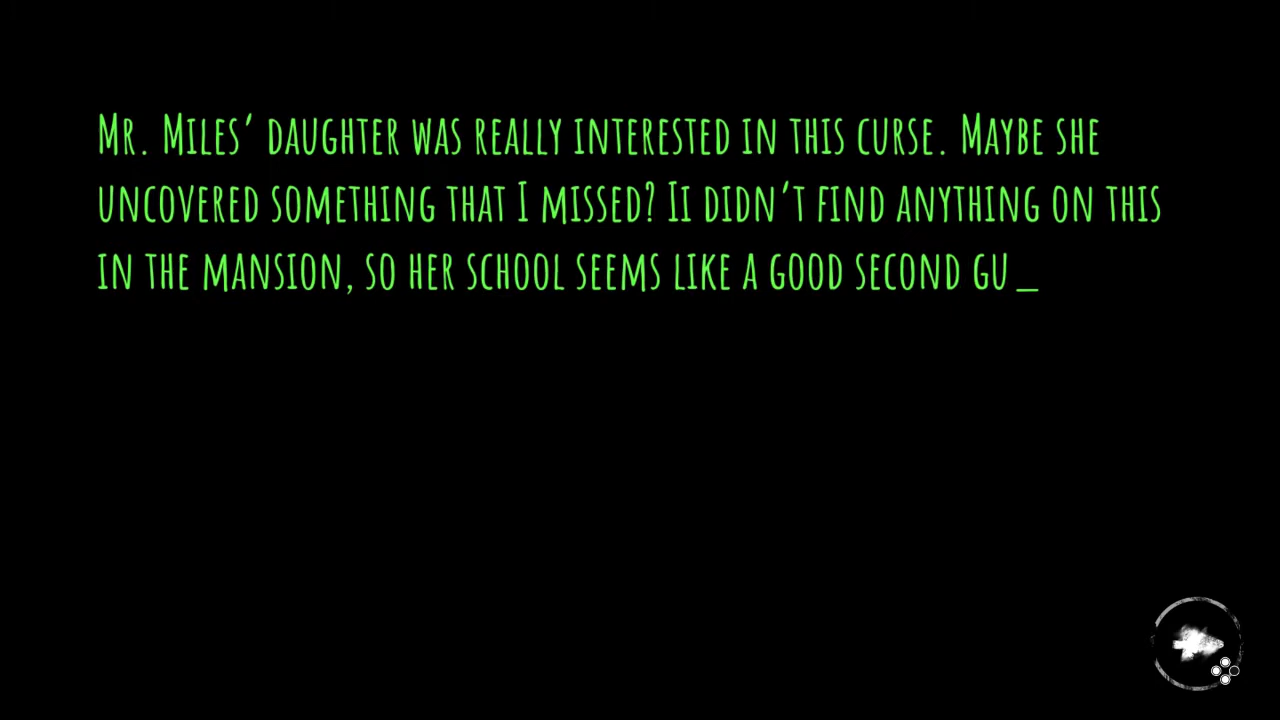 Mr. Miles' daughter was really interested in this curse. Maybe she
uncovered something that I missed? Ii didn't find anything on this
in the mansion, so her school seems like a good second gu_